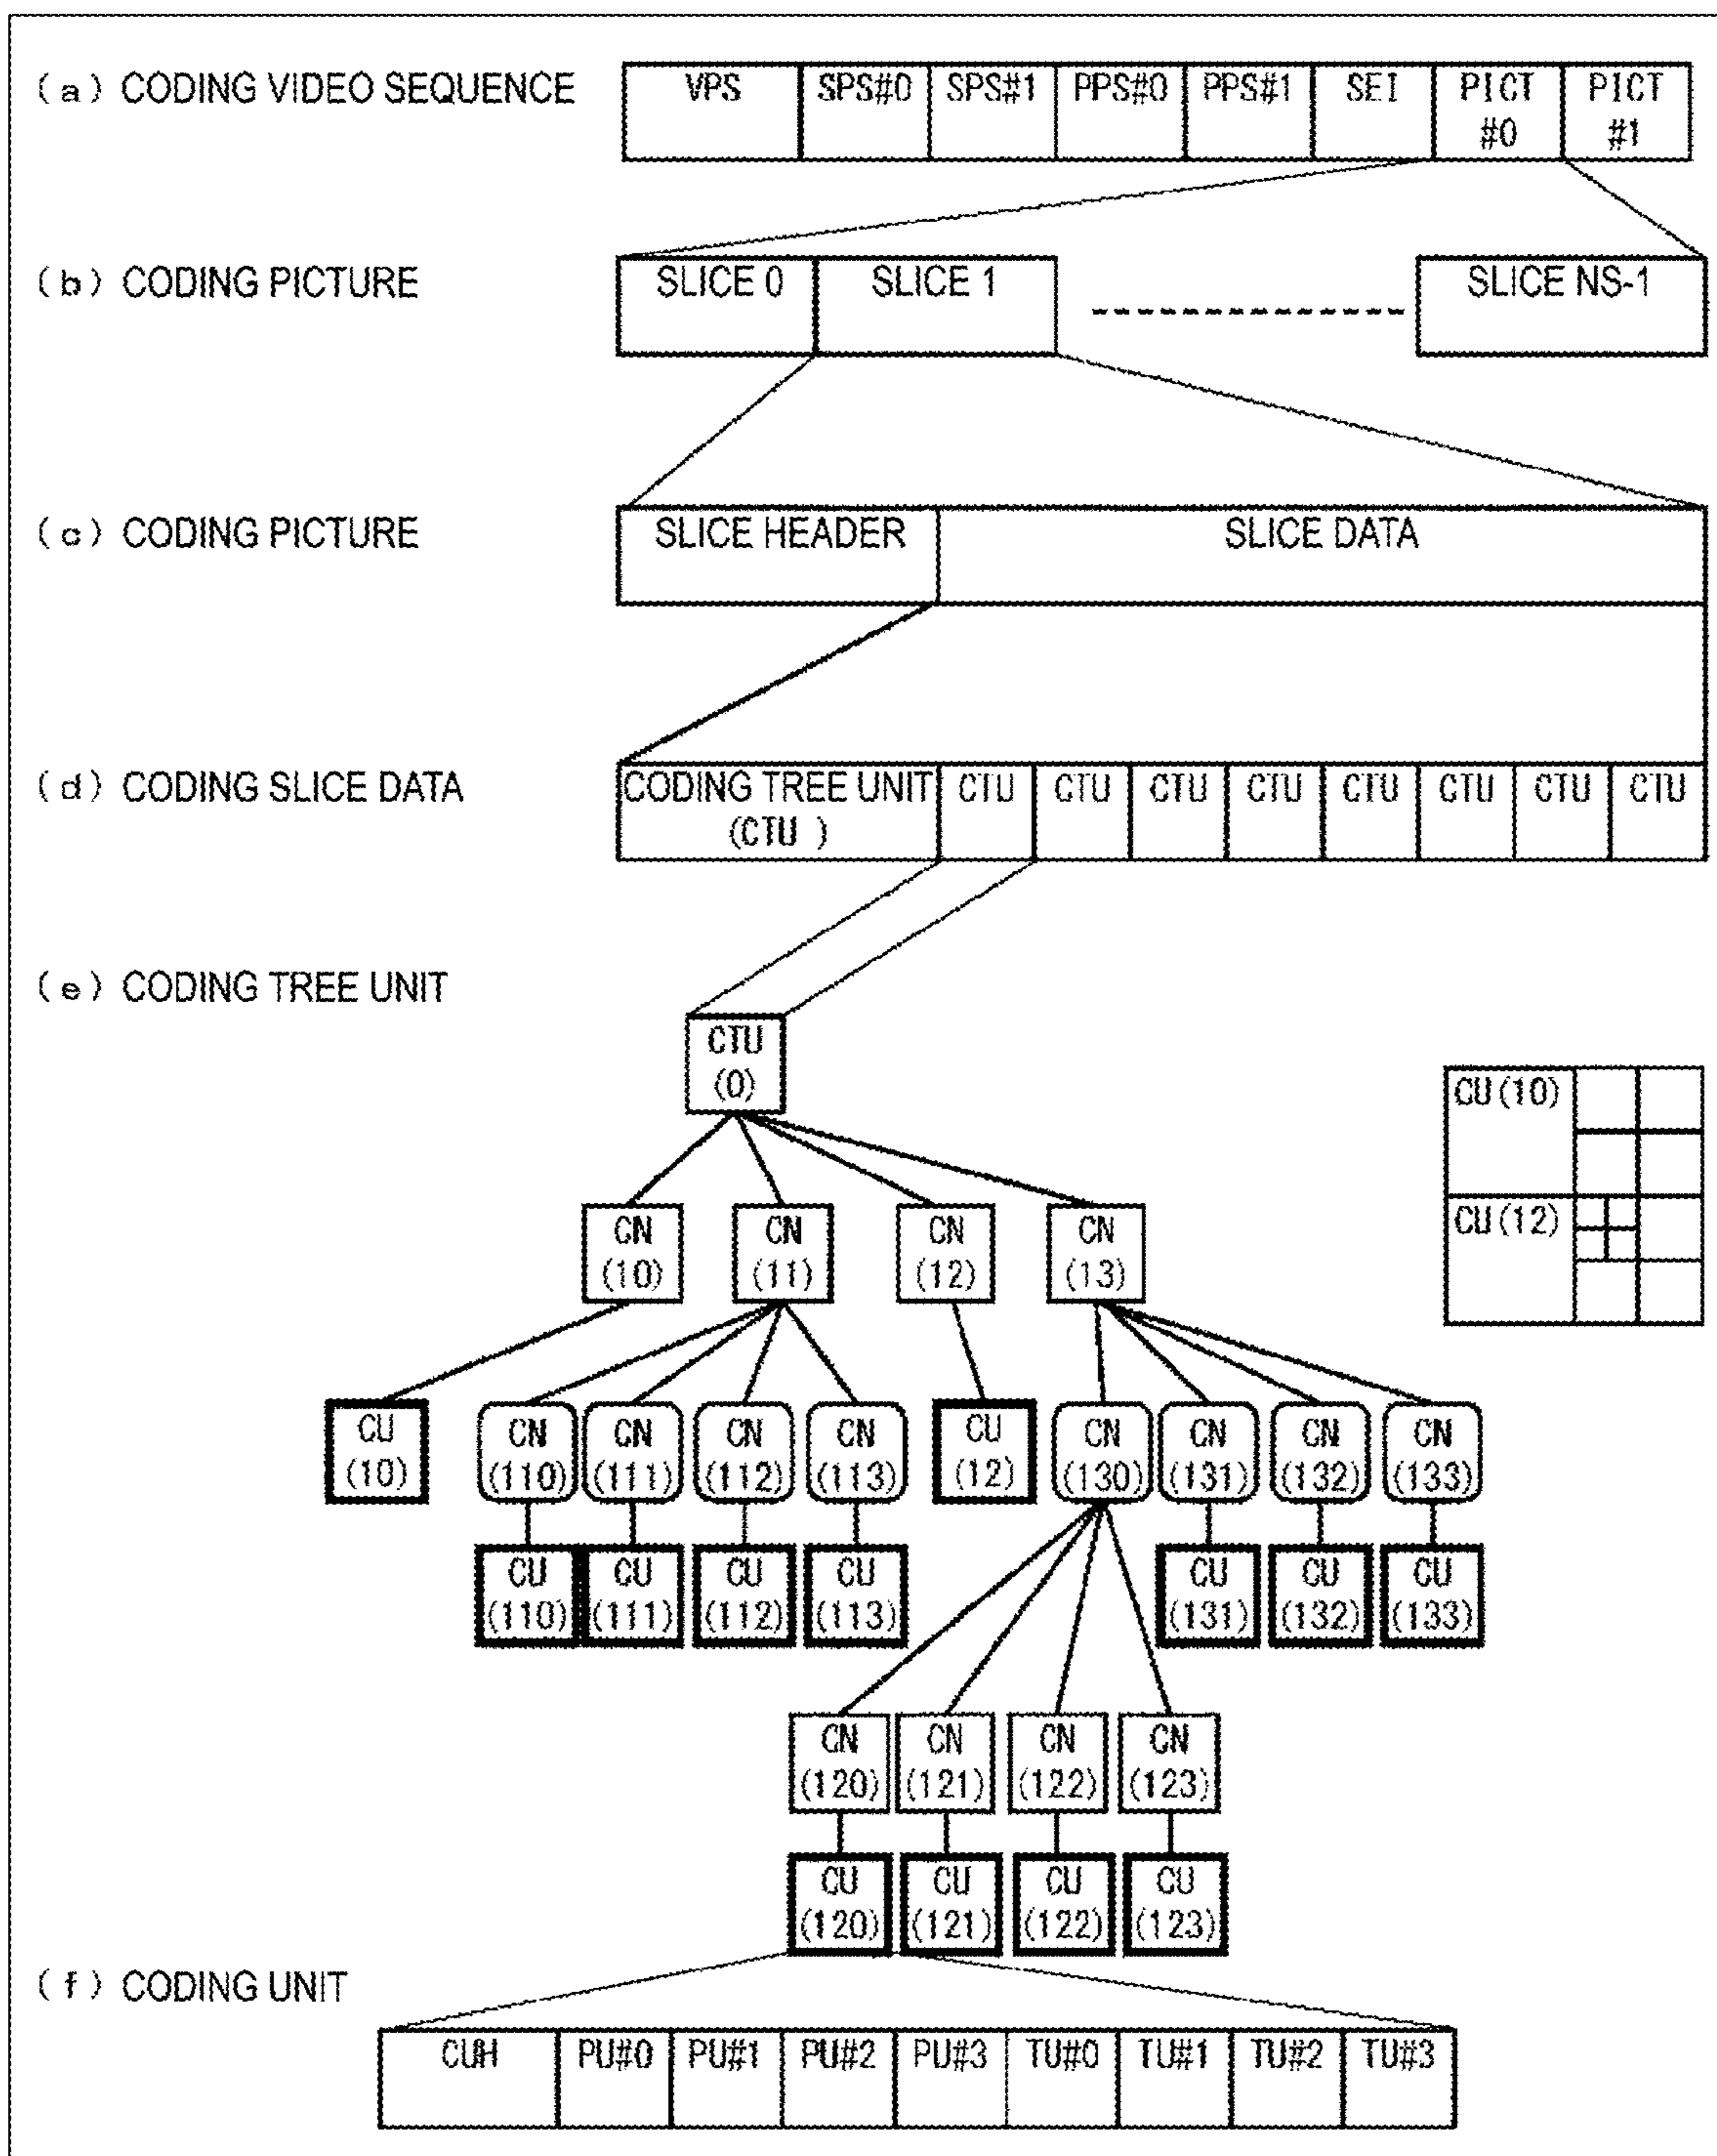 (a) CODING VIDEO SEQUENCE
VPS SPS#0 SPS#1 PPS#0 PPS#1 SEI PICT PICT
#0 #1
(b) CODING PICTURE
SLICE 0 SLICE 1 SLICE NS-1
(c) CODING PICTURE
SLICE HEADER SLICE DATA
(d) CODING SLICE DATA
CODING TREE UNIT CTU CTU CTU CTU CTU CTU CTU CTU
(CTU )
(e) CODING TREE UNIT
CTU
(0)
CU(10)
CU(12)
CN CN CN CN
(10) (11) (12) (13)
CU CN CN CN CN CU CN CN CN CN
(10) (110) (111) (112) (113) (12) (130) (131) (132) (133)
CU CU CU CU CU CU CU
(110) (111) (112) (113) (131) (132) (133)
CN CN CN CN
(120) (121) (122) (123)
CU CU CU CU
(120) (121) (122) (123)
(f) CODING UNIT
CUH PU#0 PU#1 PU#2 PU#3 TU#0 TU#1 TU#2 TU#3